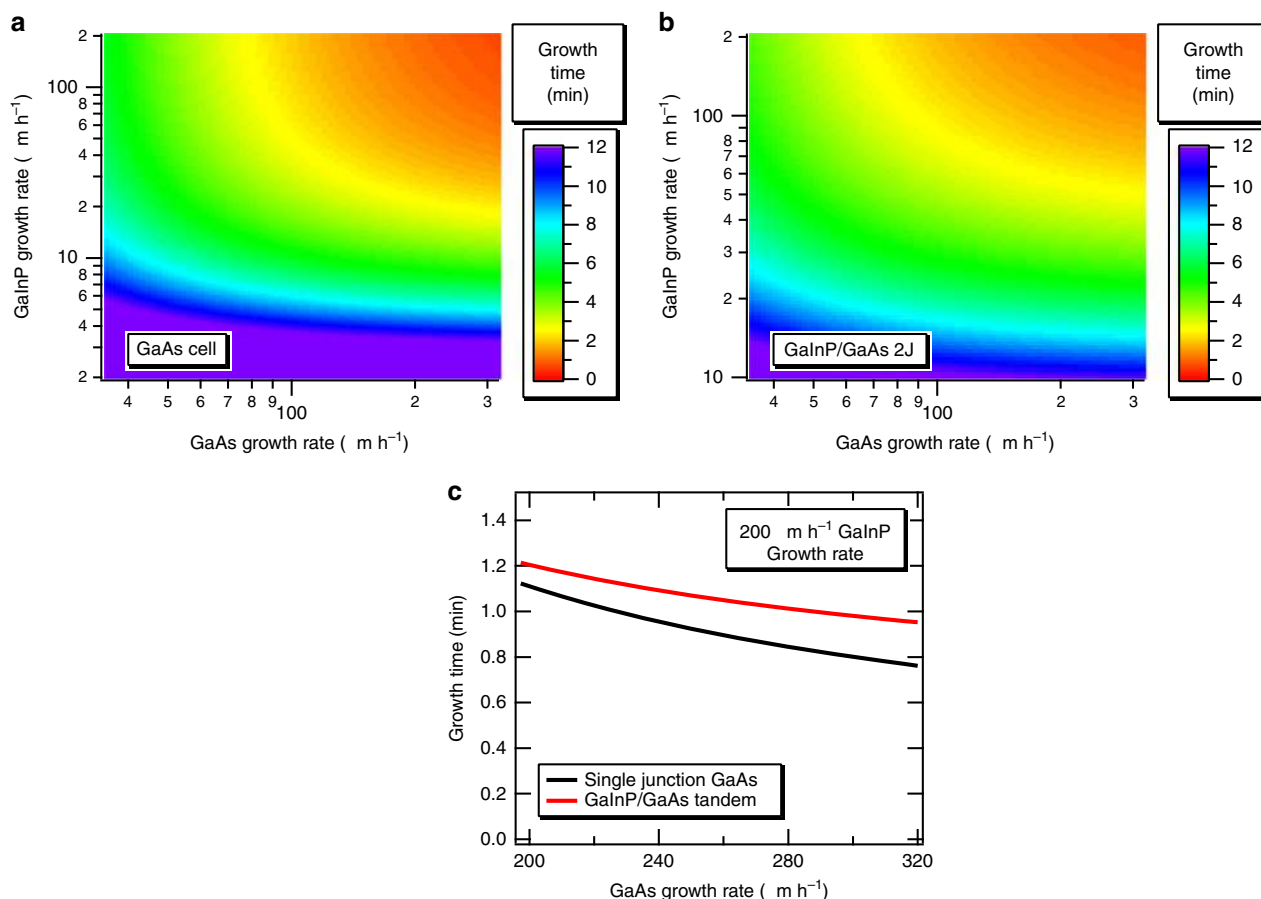 a
Growth
time
(min)
2
100
8
6
4
2
10
8
6
4
2
GaInP growth rate ( m h⁻¹)
GaAs cell
4 5 6 7 8 9 100 2 3
GaAs growth rate ( m h⁻¹)
12
10
8
6
4
2
0
b
Growth
time
(min)
2
100
8
7
6
5
4
3
2
10
GaInP growth rate ( m h⁻¹)
GaInP/GaAs 2J
4 5 6 7 8 9 100 2 3
GaAs growth rate ( m h⁻¹)
12
10
8
6
4
2
0
c
200 m h⁻¹ GaInP
Growth rate
1.4
1.2
1.0
0.8
0.6
0.4
0.2
0.0
Growth time (min)
Single junction GaAs
GaInP/GaAs tandem
200 240 280 320
GaAs growth rate ( m h⁻¹)